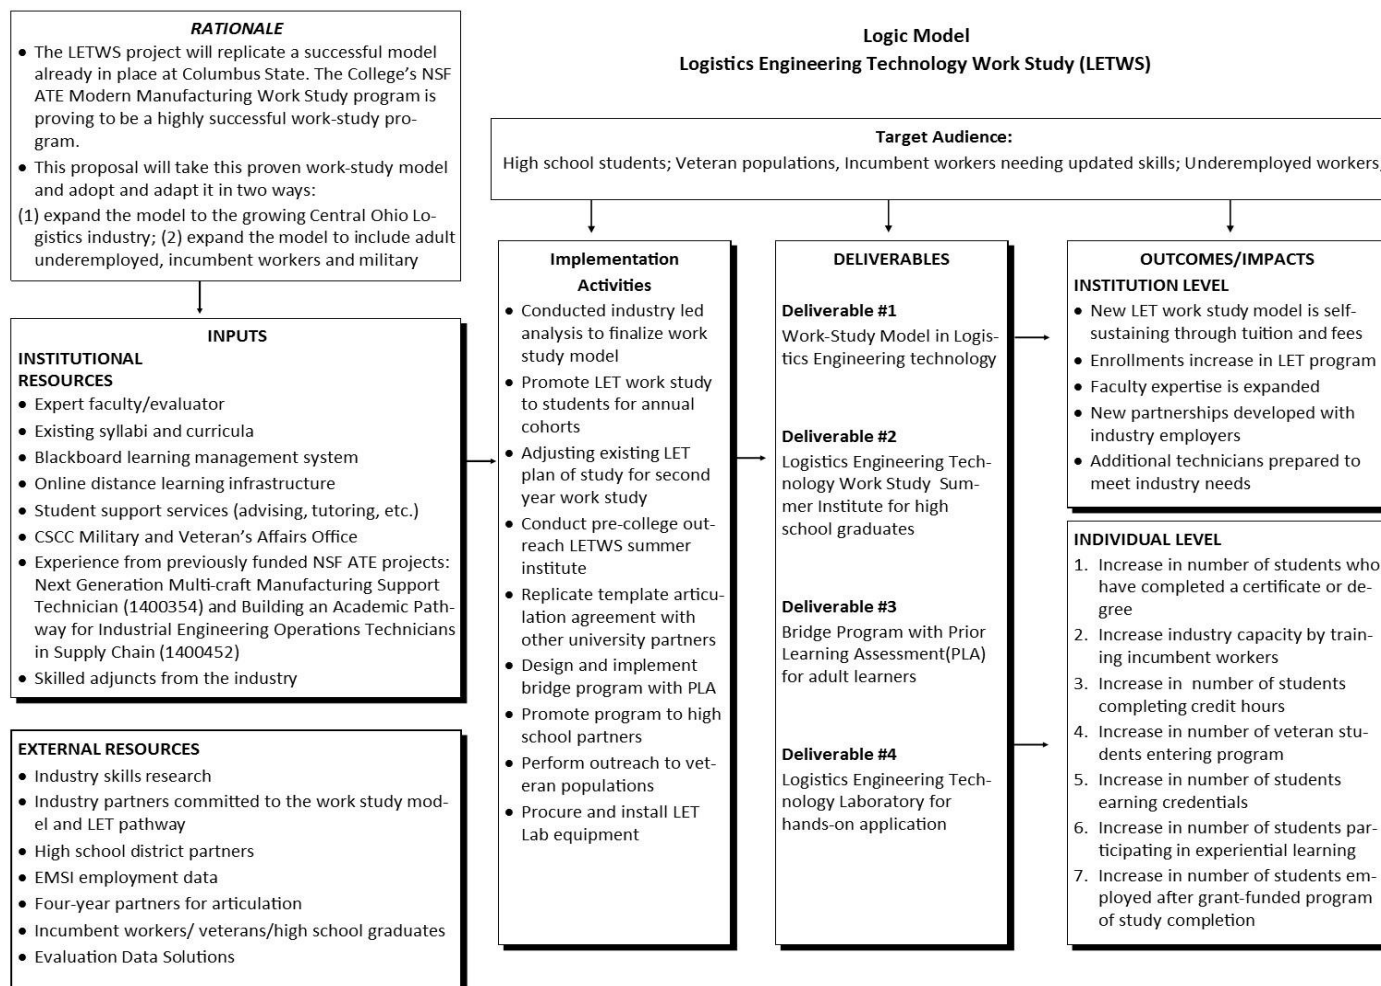 RATIONALE
• The LETWS project will replicate a successful model
already in place at Columbus State. The College's NSF
ATE Modern Manufacturing Work Study program is
proving to be a highly successful work-study pro-
gram.
• This proposal will take this proven work-study model
and adopt and adapt it in two ways:
(1) expand the model to the growing Central Ohio Lo-
gistics industry; (2) expand the model to include adult
underemployed, incumbent workers and military
Logic Model
Logistics Engineering Technology Work Study (LETWS)
Target Audience:
High school students; Veteran populations, Incumbent workers needing updated skills; Underemployed workers,
INPUTS
INSTITUTIONAL
RESOURCES
• Expert faculty/evaluator
• Existing syllabi and curricula
• Blackboard learning management system
• Online distance learning infrastructure
• Student support services (advising, tutoring, etc.)
• CSCC Military and Veteran's Affairs Office
• Experience from previously funded NSF ATE projects:
Next Generation Multi-craft Manufacturing Support
Technician (1400354) and Building an Academic Path-
way for Industrial Engineering Operations Technicians
in Supply Chain (1400452)
• Skilled adjuncts from the industry
EXTERNAL RESOURCES
• Industry skills research
• Industry partners committed to the work study mod-
el and LET pathway
• High school district partners
• EMSI employment data
• Four-year partners for articulation
• Incumbent workers/ veterans/high school graduates
• Evaluation Data Solutions
Implementation
Activities
• Conducted industry led
analysis to finalize work
study model
• Promote LET work study
to students for annual
cohorts
• Adjusting existing LET
plan of study for second
year work study
• Conduct pre-college out-
reach LETWS summer
institute
• Replicate template articu-
lation agreement with
other university partners
• Design and implement
bridge program with PLA
• Promote program to high
school partners
• Perform outreach to vet-
eran populations
• Procure and install LET
Lab equipment
DELIVERABLES
Deliverable #1
Work-Study Model in Logis-
tics Engineering technology
Deliverable #2
Logistics Engineering Tech-
nology Work Study Sum-
mer Institute for high
school graduates
Deliverable #3
Bridge Program with Prior
Learning Assessment(PLA)
for adult learners
Deliverable #4
Logistics Engineering Tech-
nology Laboratory for
hands-on application
OUTCOMES/IMPACTS
INSTITUTION LEVEL
• New LET work study model is self-
sustaining through tuition and fees
• Enrollments increase in LET program
• Faculty expertise is expanded
• New partnerships developed with
industry employers
• Additional technicians prepared to
meet industry needs
INDIVIDUAL LEVEL
1. Increase in number of students who
have completed a certificate or de-
gree
2. Increase industry capacity by train-
ing incumbent workers
3. Increase in number of students
completing credit hours
4. Increase in number of veteran stu-
dents entering program
5. Increase in number of students
earning credentials
6. Increase in number of students par-
ticipating in experiential learning
7. Increase in number of students em-
ployed after grant-funded program
of study completion